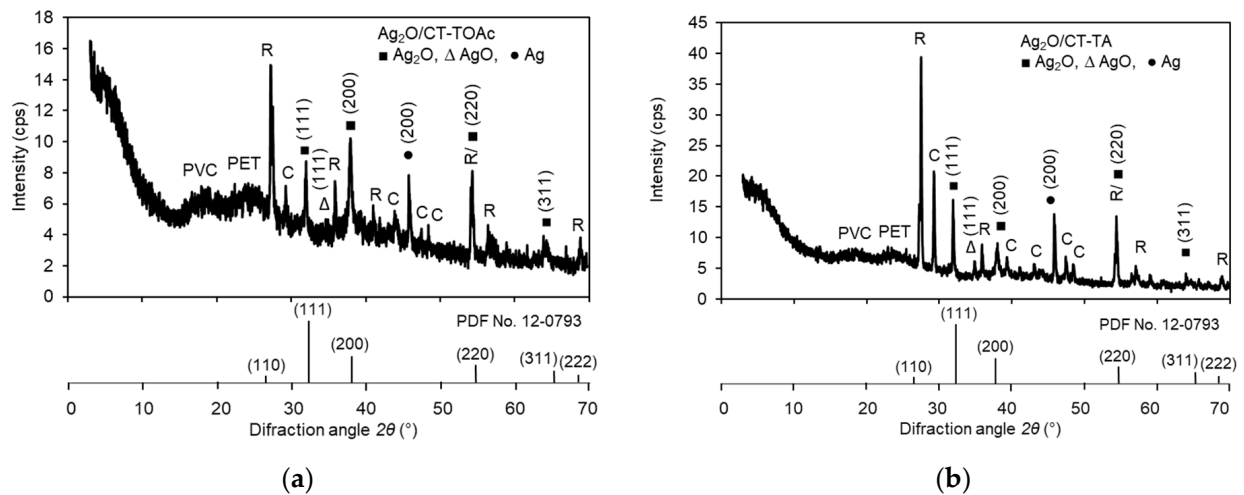 18
16
14
12
10
8
6
4
2
0
Intensity (cps)
Ag₂O/CT-TOAc
■ Ag₂O, Δ AgO, ● Ag
PVC
PET
R
C
■ (111)
Δ (111)
R
■ (200)
R
C
● (200)
C
C
R/ ■ (220)
R
■ (311)
R
PDF No. 12-0793
(110)
(111)
(200)
(220)
(311)
(222)
0 10 20 30 40 50 60 70
Difraction angle 2θ (°)
(a)
45
40
35
30
25
20
15
10
5
0
Intensity (cps)
Ag₂O/CT-TA
■ Ag₂O, Δ AgO, ● Ag
PVC
PET
R
C
■ (111)
Δ (111)
R
■ (200)
C
C
● (200)
C
C
R/ ■ (220)
R
■ (311)
R
PDF No. 12-0793
(110)
(111)
(200)
(220)
(311)
(222)
0 10 20 30 40 50 60 70
Difraction angle 2θ (°)
(b)